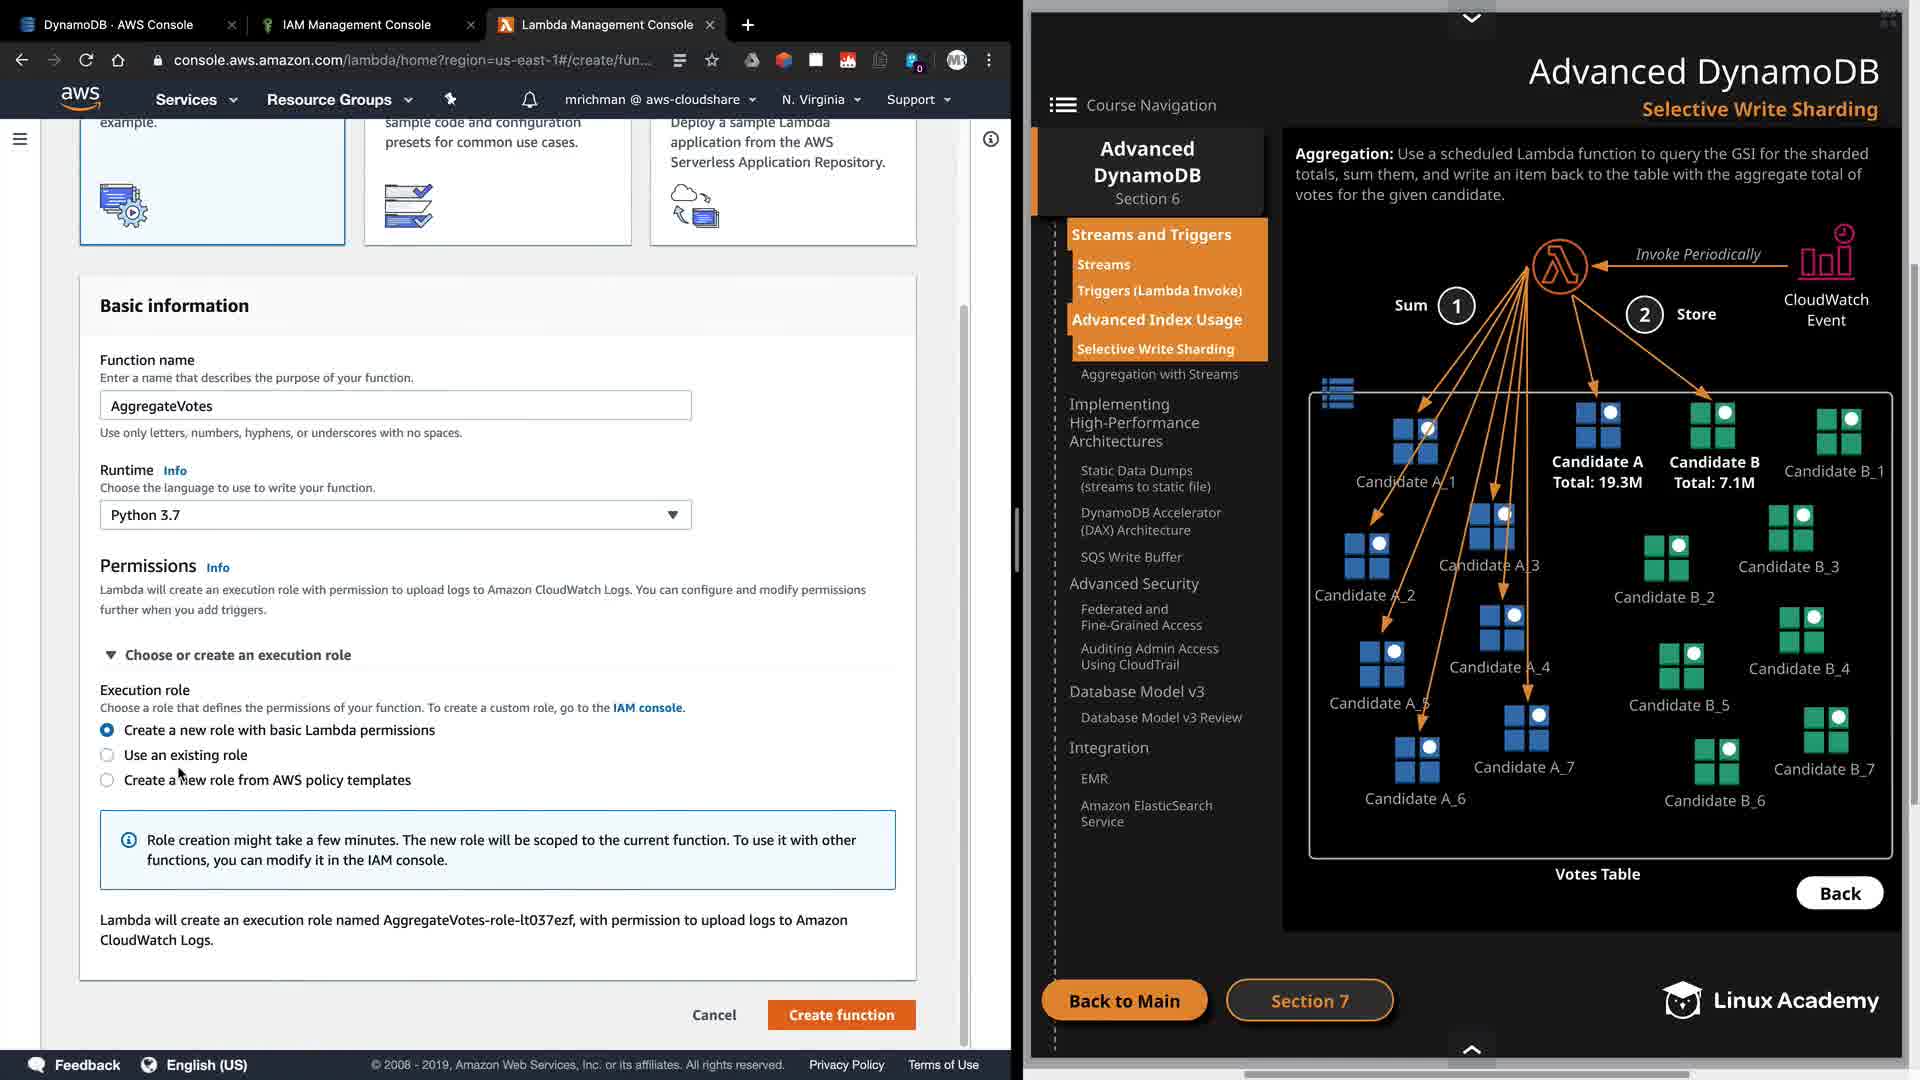 DynamoDB · AWS Console
IAM Management Console
Lambda Management Console
console.aws.amazon.com/lambda/home?region=us-east-1#/create/fun...
0
MR
aws
Services
Resource Groups
mrichman @ aws-cloudshare
N. Virginia
Support
example.
sample code and configuration
presets for common use cases.
Deploy a sample Lambda
application from the AWS
Serverless Application Repository.
Basic information
Function name
Enter a name that describes the purpose of your function.
AggregateVotes
Use only letters, numbers, hyphens, or underscores with no spaces.
Runtime Info
Choose the language to use to write your function.
Python 3.7
Permissions Info
Lambda will create an execution role with permission to upload logs to Amazon CloudWatch Logs. You can configure and modify permissions
further when you add triggers.
Choose or create an execution role
Execution role
Choose a role that defines the permissions of your function. To create a custom role, go to the IAM console.
Create a new role with basic Lambda permissions
Use an existing role
Create a new role from AWS policy templates
Role creation might take a few minutes. The new role will be scoped to the current function. To use it with other
functions, you can modify it in the IAM console.
Lambda will create an execution role named AggregateVotes-role-lt037ezf, with permission to upload logs to Amazon
CloudWatch Logs.
Cancel
Create function
Feedback
English (US)
© 2008 - 2019, Amazon Web Services, Inc. or its affiliates. All rights reserved.
Privacy Policy
Terms of Use
Advanced DynamoDB
Selective Write Sharding
Course Navigation
Advanced
DynamoDB
Section 6
Streams and Triggers
Streams
Triggers (Lambda Invoke)
Advanced Index Usage
Selective Write Sharding
Aggregation with Streams
Implementing
High-Performance
Architectures
Static Data Dumps
(streams to static file)
DynamoDB Accelerator
(DAX) Architecture
SQS Write Buffer
Advanced Security
Federated and
Fine-Grained Access
Auditing Admin Access
Using CloudTrail
Database Model v3
Database Model v3 Review
Integration
EMR
Amazon ElasticSearch
Service
Aggregation: Use a scheduled Lambda function to query the GSI for the sharded
totals, sum them, and write an item back to the table with the aggregate total of
votes for the given candidate.
Invoke Periodically
CloudWatch
Event
Sum 1
2 Store
Candidate A_1
Candidate A
Total: 19.3M
Candidate B
Total: 7.1M
Candidate B_1
Candidate A_2
Candidate A_3
Candidate B_2
Candidate B_3
Candidate A_4
Candidate B_4
Candidate A_5
Candidate B_5
Candidate A_6
Candidate A_7
Candidate B_6
Candidate B_7
Votes Table
Back
Back to Main
Section 7
Linux Academy